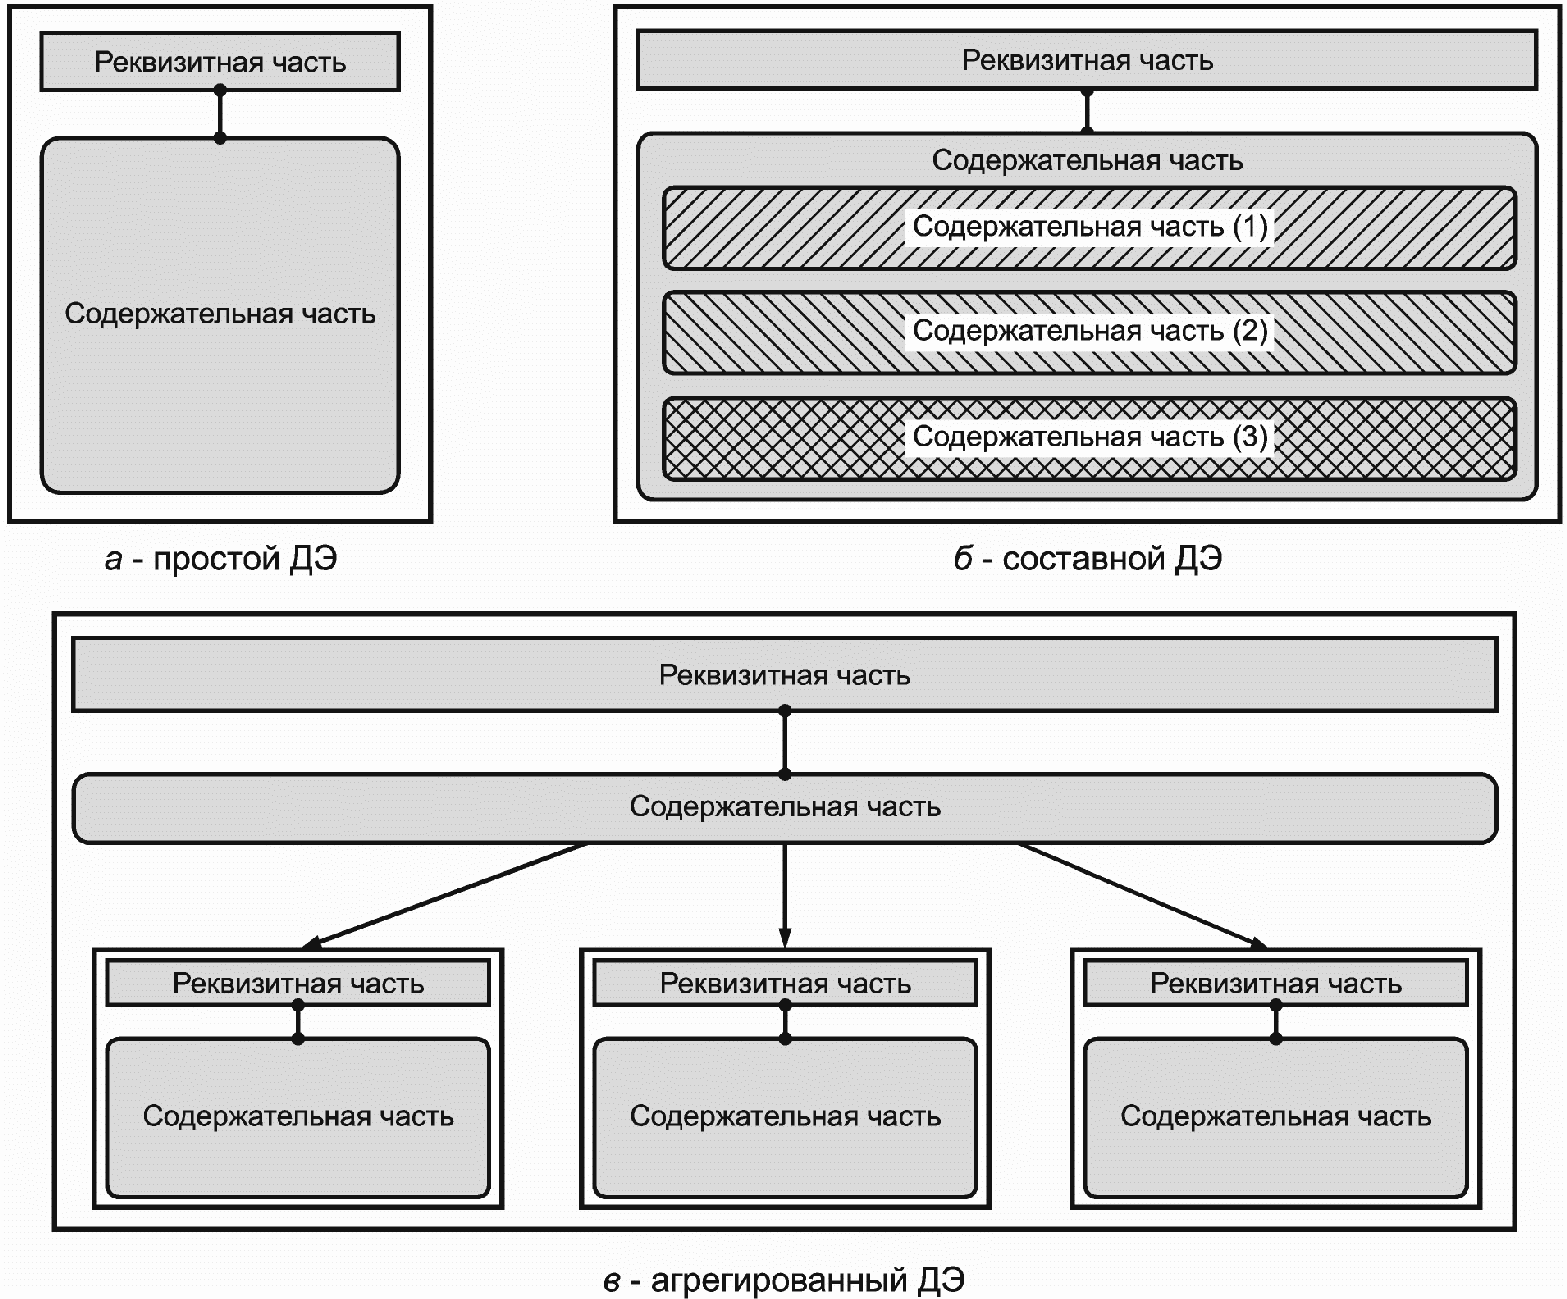 Реквизитная часть
Содержательная часть
а - простой ДЭ
Реквизитная часть
Содержательная часть
Содержательная часть (1)
Содержательная часть (2)
Содержательная часть (3)
б - составной ДЭ
Реквизитная часть
Содержательная часть
Реквизитная часть
Содержательная часть
Реквизитная часть
Содержательная часть
Реквизитная часть
Содержательная часть
в - агрегированный ДЭ